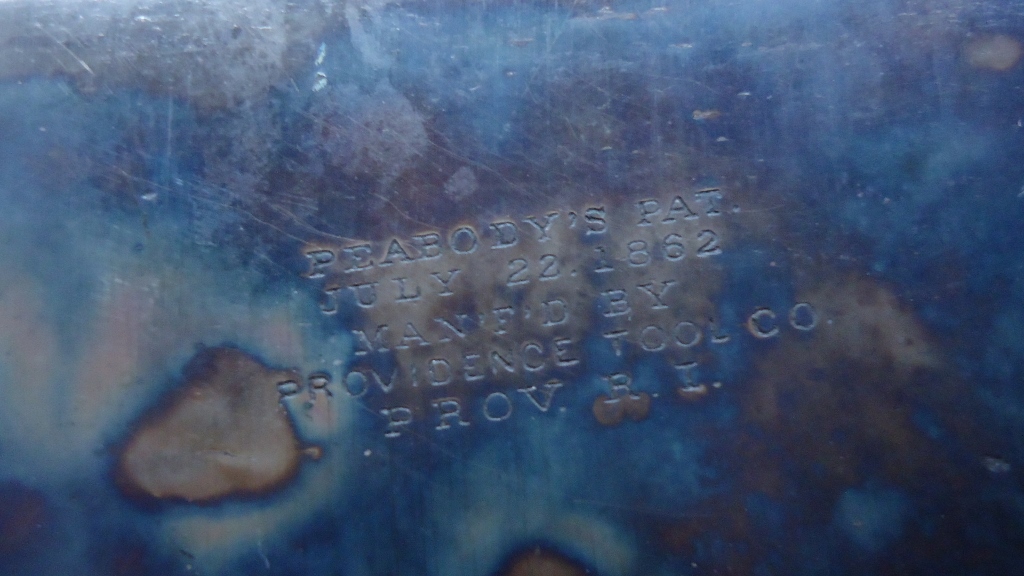 PEABODY'S PAT.
JULY 22. 1862
MAN'F'D BY
PROVIDENCE TOOL CO.
PROV. R. I.